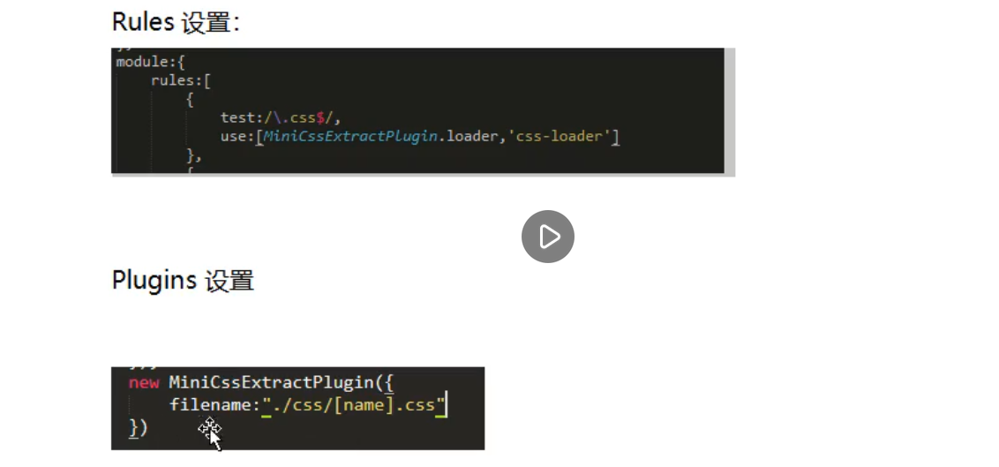 Rules 设置：
module:{
rules:[
{
test:/\.css$/,
use:[MiniCssExtractPlugin.loader,'css-loader']
},
{
Plugins 设置
new MiniCssExtractPlugin({
filename:"./css/[name].css"
})